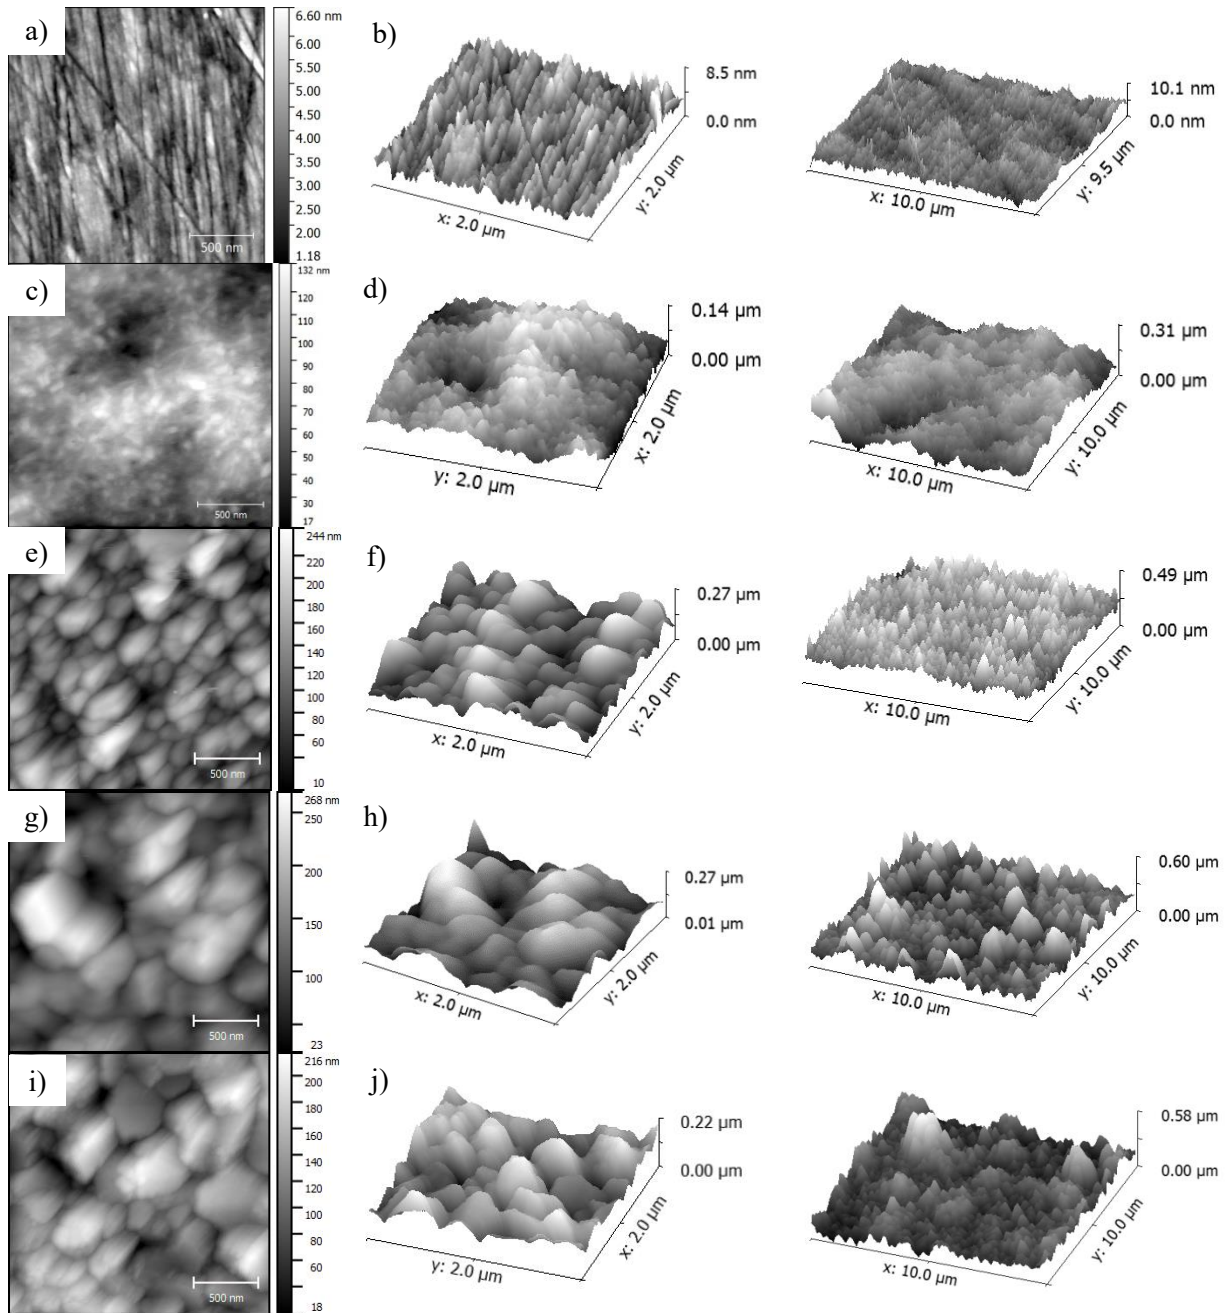 a)
6.60 nm
6.00
5.50
5.00
4.50
4.00
3.50
3.00
2.50
2.00
1.18
500 nm
b)
8.5 nm
0.0 nm
y: 2.0 µm
x: 2.0 µm
10.1 nm
0.0 nm
y: 9.5 µm
x: 10.0 µm
c)
132 nm
120
110
100
90
80
70
60
50
40
30
17
500 nm
d)
0.14 µm
0.00 µm
x: 2.0 µm
y: 2.0 µm
0.31 µm
0.00 µm
y: 10.0 µm
x: 10.0 µm
e)
244 nm
220
200
180
160
140
120
100
80
60
10
500 nm
f)
0.27 µm
0.00 µm
y: 2.0 µm
x: 2.0 µm
0.49 µm
0.00 µm
y: 10.0 µm
x: 10.0 µm
g)
268 nm
250
200
150
100
23
500 nm
h)
0.27 µm
0.01 µm
y: 2.0 µm
x: 2.0 µm
0.60 µm
0.00 µm
y: 10.0 µm
x: 10.0 µm
i)
216 nm
200
180
160
140
120
100
80
60
18
500 nm
j)
0.22 µm
0.00 µm
x: 2.0 µm
y: 2.0 µm
0.58 µm
0.00 µm
y: 10.0 µm
x: 10.0 µm